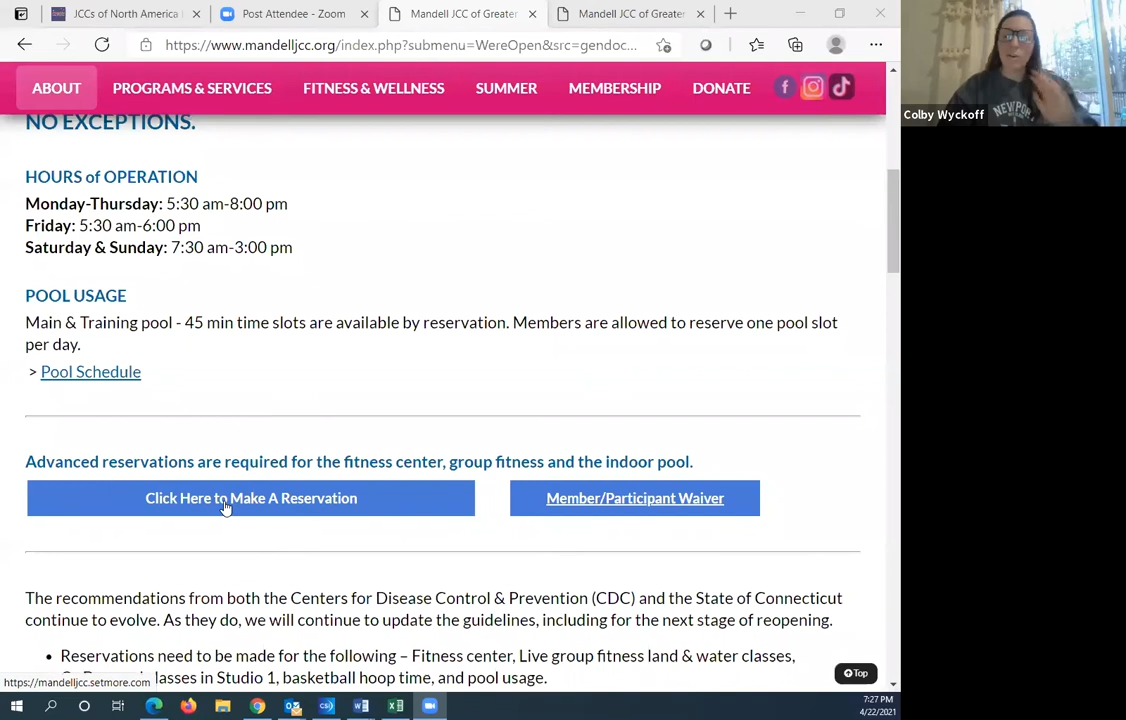 JCCs of North America
Post Attendee - Zoom
Mandell JCC of Greater
Mandell JCC of Greater
https://www.mandelljcc.org/index.php?submenu=WereOpen&src=gendoc...
ABOUT
PROGRAMS & SERVICES
FITNESS & WELLNESS
SUMMER
MEMBERSHIP
DONATE
NO EXCEPTIONS.
HOURS of OPERATION
Monday-Thursday: 5:30 am-8:00 pm
Friday: 5:30 am-6:00 pm
Saturday & Sunday: 7:30 am-3:00 pm
POOL USAGE
Main & Training pool - 45 min time slots are available by reservation. Members are allowed to reserve one pool slot
per day.
> Pool Schedule
Advanced reservations are required for the fitness center, group fitness and the indoor pool.
Click Here to Make A Reservation
Member/Participant Waiver
The recommendations from both the Centers for Disease Control & Prevention (CDC) and the State of Connecticut
continue to evolve. As they do, we will continue to update the guidelines, including for the next stage of reopening.
• Reservations need to be made for the following – Fitness center, Live group fitness land & water classes,
lasses in Studio 1, basketball hoop time, and pool usage.
Top
https://mandelljcc.setmore.com
7:27 PM
4/22/2021
Colby Wyckoff